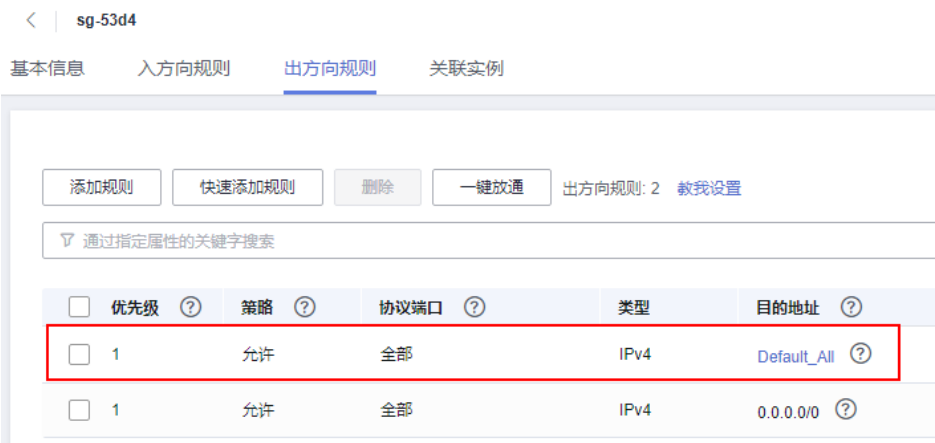 sg-53d4
基本信息 入方向规则 出方向规则 关联实例
添加规则 快速添加规则 删除 一键放通 出方向规则: 2 教我设置
通过指定属性的关键字搜索
优先级 ? 策略 ? 协议端口 ? 类型 目的地址 ?
1 允许 全部 IPv4 Default_All ?
1 允许 全部 IPv4 0.0.0.0/0 ?